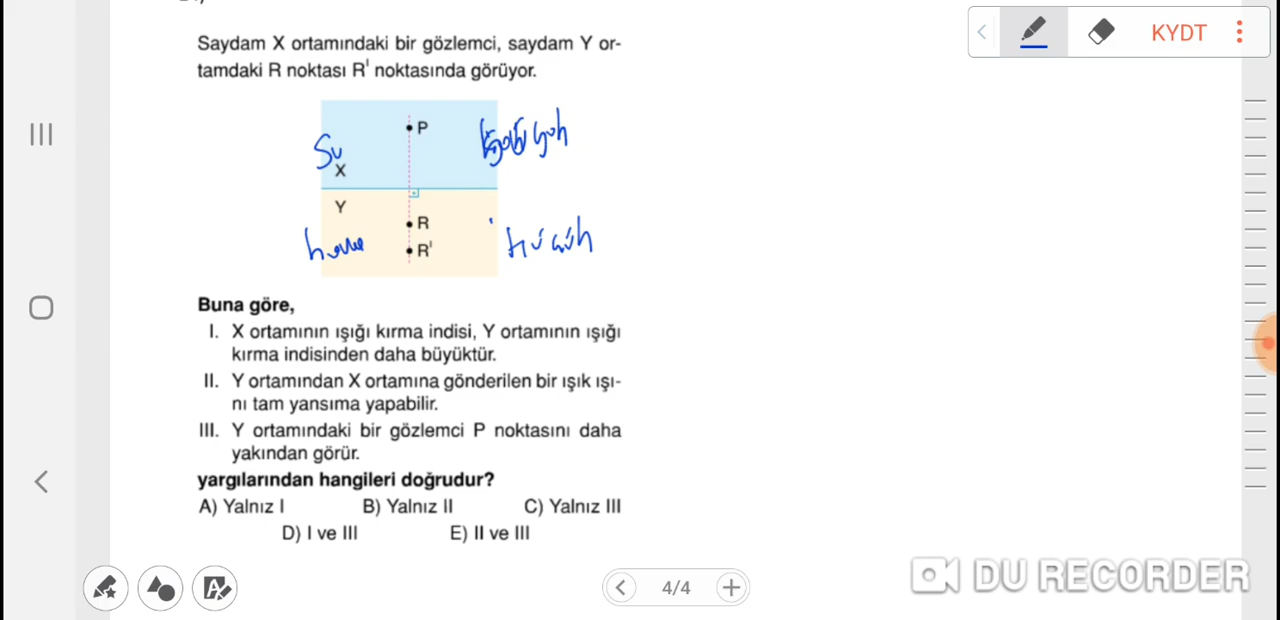 KYDT
Saydam X ortamındaki bir gözlemci, saydam Y or-
tamdaki R noktası R' noktasında görüyor.
P
Su
X
Y
R
hava
R'
Buna göre,
I. X ortamının ışığı kırma indisi, Y ortamının ışığı
kırma indisinden daha büyüktür.
II. Y ortamından X ortamına gönderilen bir ışık ışı-
nı tam yansıma yapabilir.
III. Y ortamındaki bir gözlemci P noktasını daha
yakından görür.
yargılarından hangileri doğrudur?
A) Yalnız I B) Yalnız II C) Yalnız III
D) I ve III E) II ve III
4/4
DU RECORDER